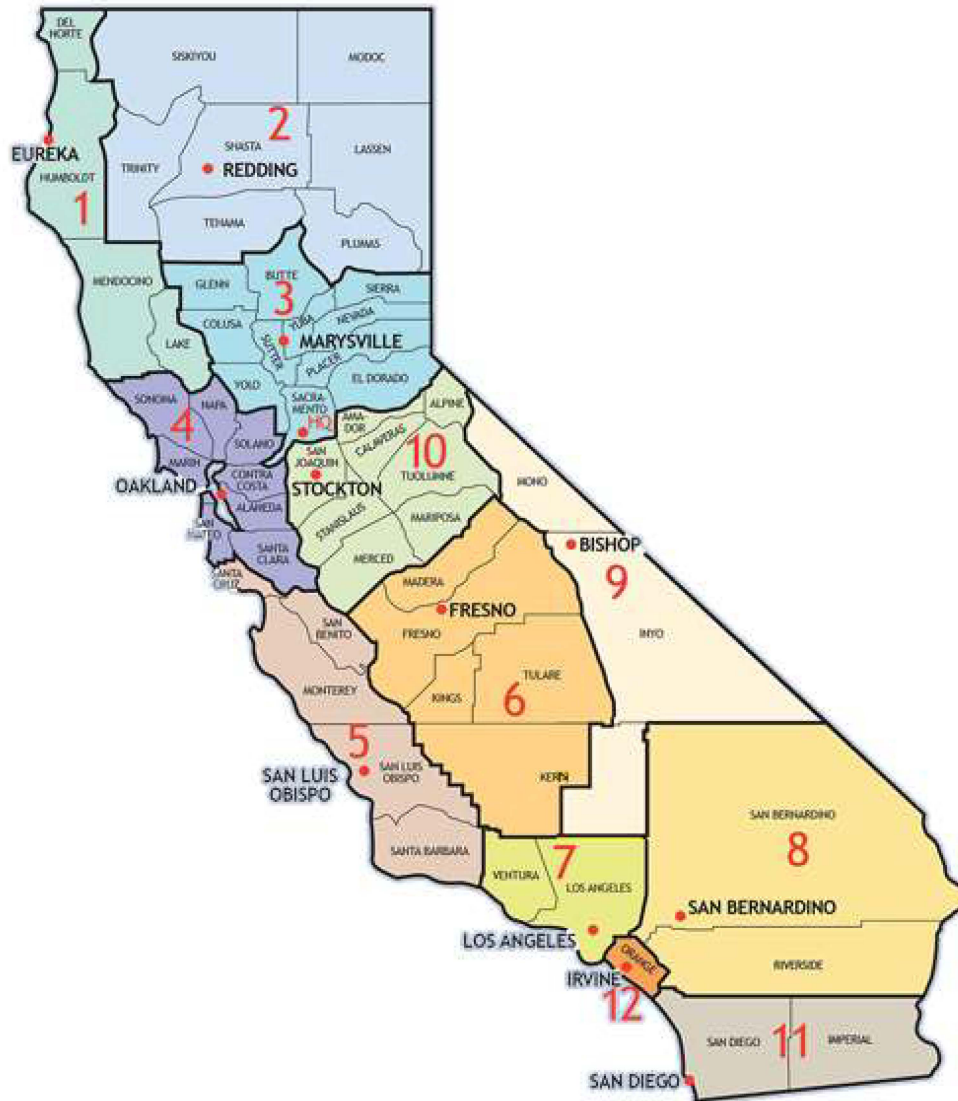 DEL
NORTE
SISKIYOU
MODOC
2
SHASTA
LASSEN
EUREKA
TRINITY
REDDING
HUMBOLDT
1
TEHAMA
PLUMAS
MENDOCINO
GLENN
BUTTE
3
SIERRA
COLUSA
YUBA
NEVADA
LAKE
SUTTER
MARYSVILLE
PLACER
YOLO
EL DORADO
SONOMA
NAPA
SACRA-
MENTO
HQ
ALPINE
4
AMA-
DOR
SOLANO
CALAVERAS
10
MARIN
SAN
JOAQUIN
TUOLUMNE
CONTRA
COSTA
MONO
OAKLAND
STOCKTON
ALAMEDA
STANISLAUS
MARIPOSA
SAN
MATEO
SANTA
CLARA
MERCED
BISHOP
SANTA
CRUZ
MADERA
9
FRESNO
SAN
BENITO
FRESNO
INYO
MONTEREY
TULARE
KINGS
6
5
SAN LUIS
OBISPO
SAN LUIS
OBISPO
KERN
SAN BERNARDINO
8
SANTA BARBARA
7
VENTURA
LOS ANGELES
SAN BERNARDINO
LOS ANGELES
ORANGE
IRVINE
RIVERSIDE
12
SAN DIEGO
11
IMPERIAL
SAN DIEGO